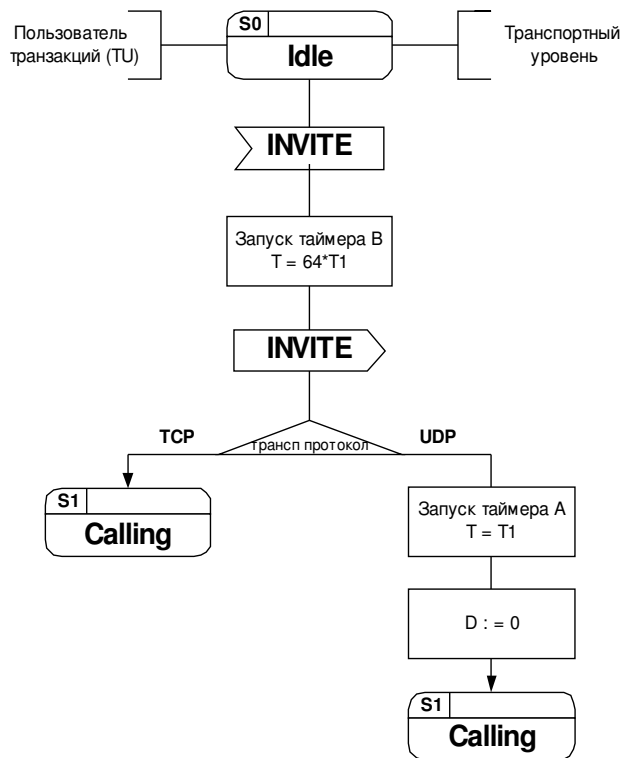 Пользователь
транзакций (TU)
S0
Idle
Транспортный
уровень
INVITE
Запуск таймера B
T = 64*T1
INVITE
TCP
трансп протокол
UDP
S1
Calling
Запуск таймера A
T = T1
D : = 0
S1
Calling